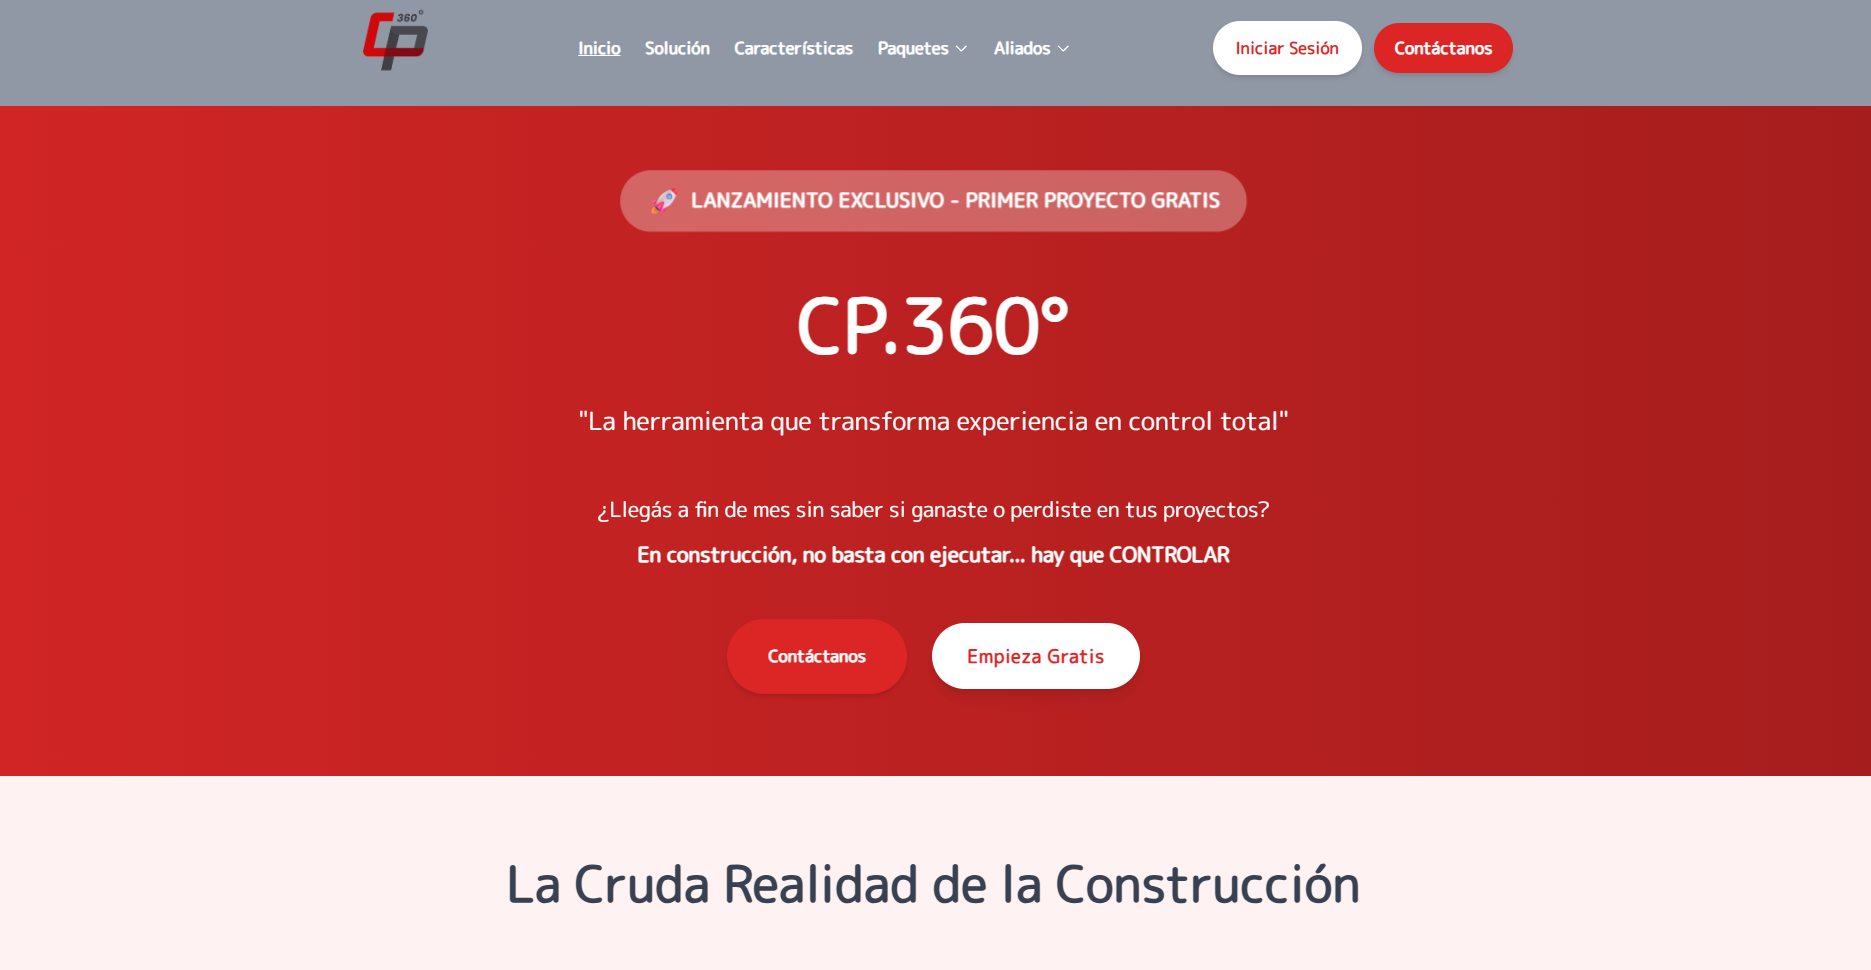 360°
CP
Inicio Solución Características Paquetes Aliados Iniciar Sesión Contáctanos
🚀 LANZAMIENTO EXCLUSIVO - PRIMER PROYECTO GRATIS
CP.360°
"La herramienta que transforma experiencia en control total"
¿Llegás a fin de mes sin saber si ganaste o perdiste en tus proyectos?
En construcción, no basta con ejecutar... hay que CONTROLAR
Contáctanos Empieza Gratis
La Cruda Realidad de la Construcción